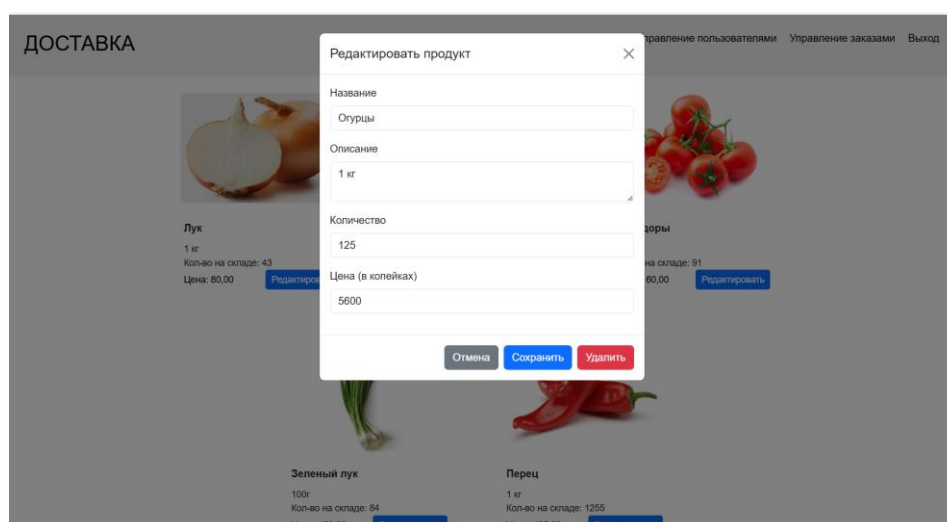 ДОСТАВКА
правление пользователями Управление заказами Выход
Редактировать продукт
Название
Огурцы
Описание
1 кг
Количество
125
Цена (в копейках)
5600
Отмена Сохранить Удалить
Лук
1 кг
Кол-во на складе: 43
Цена: 80,00 Редактиров
доры
на складе: 91
60,00 Редактировать
Зеленый лук
100г
Кол-во на складе: 84
Перец
1 кг
Кол-во на складе: 1255